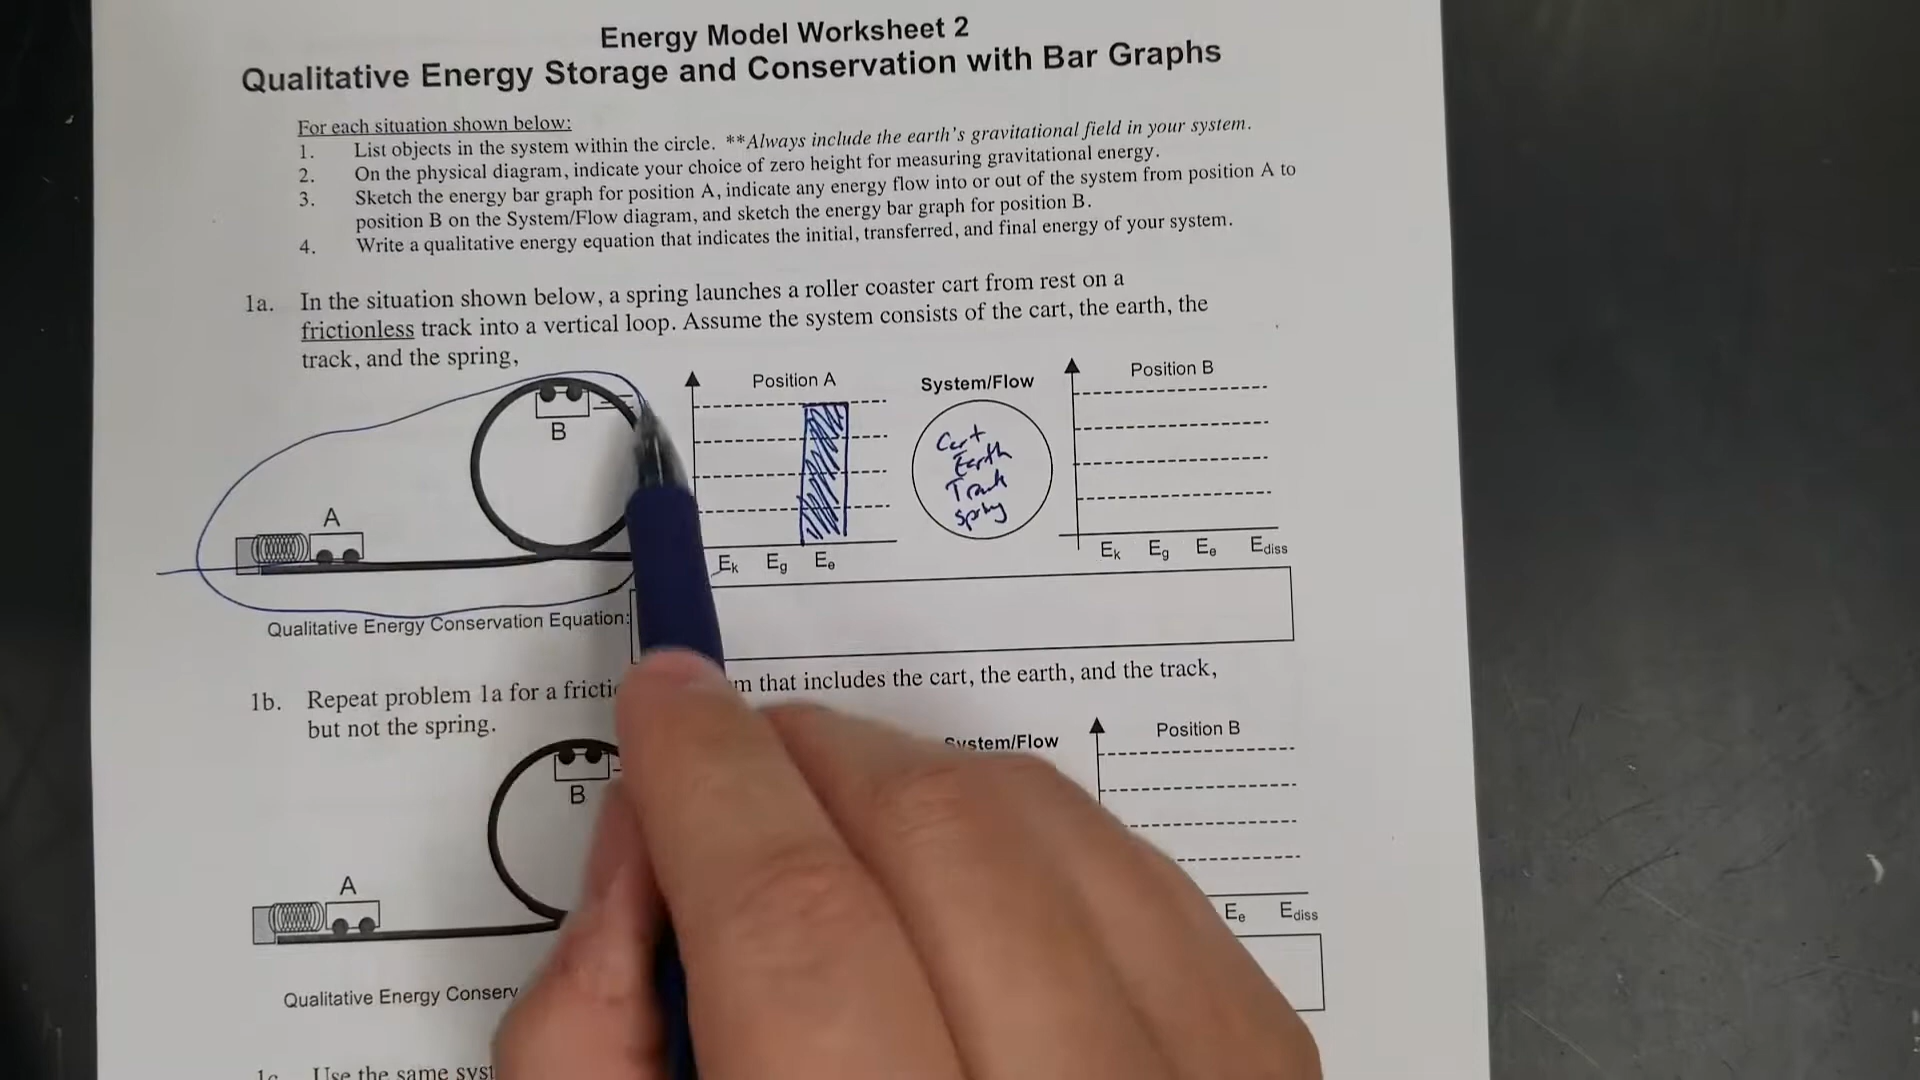 Energy Model Worksheet 2
Qualitative Energy Storage and Conservation with Bar Graphs
For each situation shown below:
1. List objects in the system within the circle. **Always include the earth's gravitational field in your system.
2. On the physical diagram, indicate your choice of zero height for measuring gravitational energy.
3. Sketch the energy bar graph for position A, indicate any energy flow into or out of the system from position A to
position B on the System/Flow diagram, and sketch the energy bar graph for position B.
4. Write a qualitative energy equation that indicates the initial, transferred, and final energy of your system.
1a. In the situation shown below, a spring launches a roller coaster cart from rest on a
frictionless track into a vertical loop. Assume the system consists of the cart, the earth, the
track, and the spring,
Position A
System/Flow
Position B
B
A
Cart
Earth
Track
Spring
Ek Eg Ee
Ek Eg Ee Ediss
Qualitative Energy Conservation Equation:
1b. Repeat problem 1a for a that includes the cart, the earth, and the track,
but not the spring.
System/Flow
Position B
B
A
Ee Ediss
Qualitative Energy
1c. Use the same